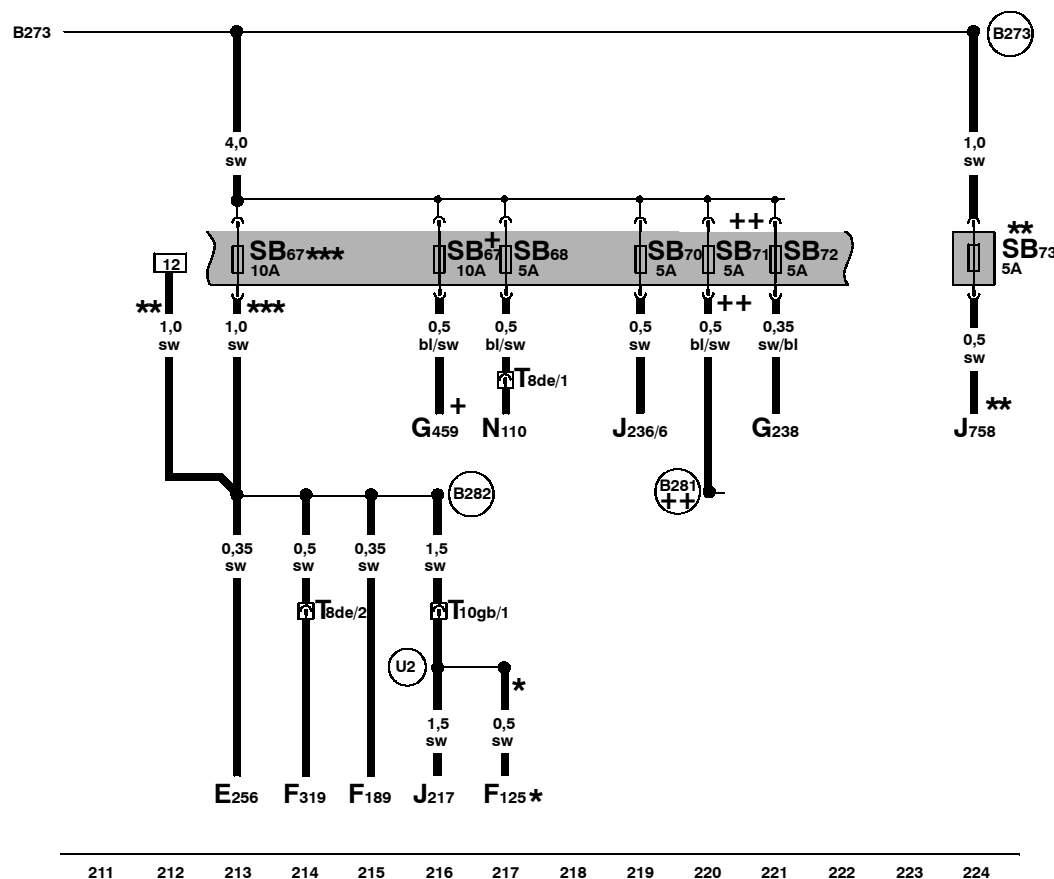 B273 B273
4,0 1,0
sw sw
SB67*** SB67+ SB68 SB70 SB71++ SB72 SB73**
10A 10A 5A 5A 5A 5A 5A
12
** *** ++
1,0 1,0 0,5 0,5 0,5 0,5 0,35 0,5
sw sw bl/sw bl/sw sw bl/sw sw/bl sw
T8de/1
+ **
G459 N110 J236/6 G238 J758
B282 B281
++
0,35 0,5 0,35 1,5
sw sw sw sw
T8de/2 T10gb/1
U2
*
1,5 0,5
sw sw
E256 F319 F189 J217 F125*
211 212 213 214 215 216 217 218 219 220 221 222 223 224